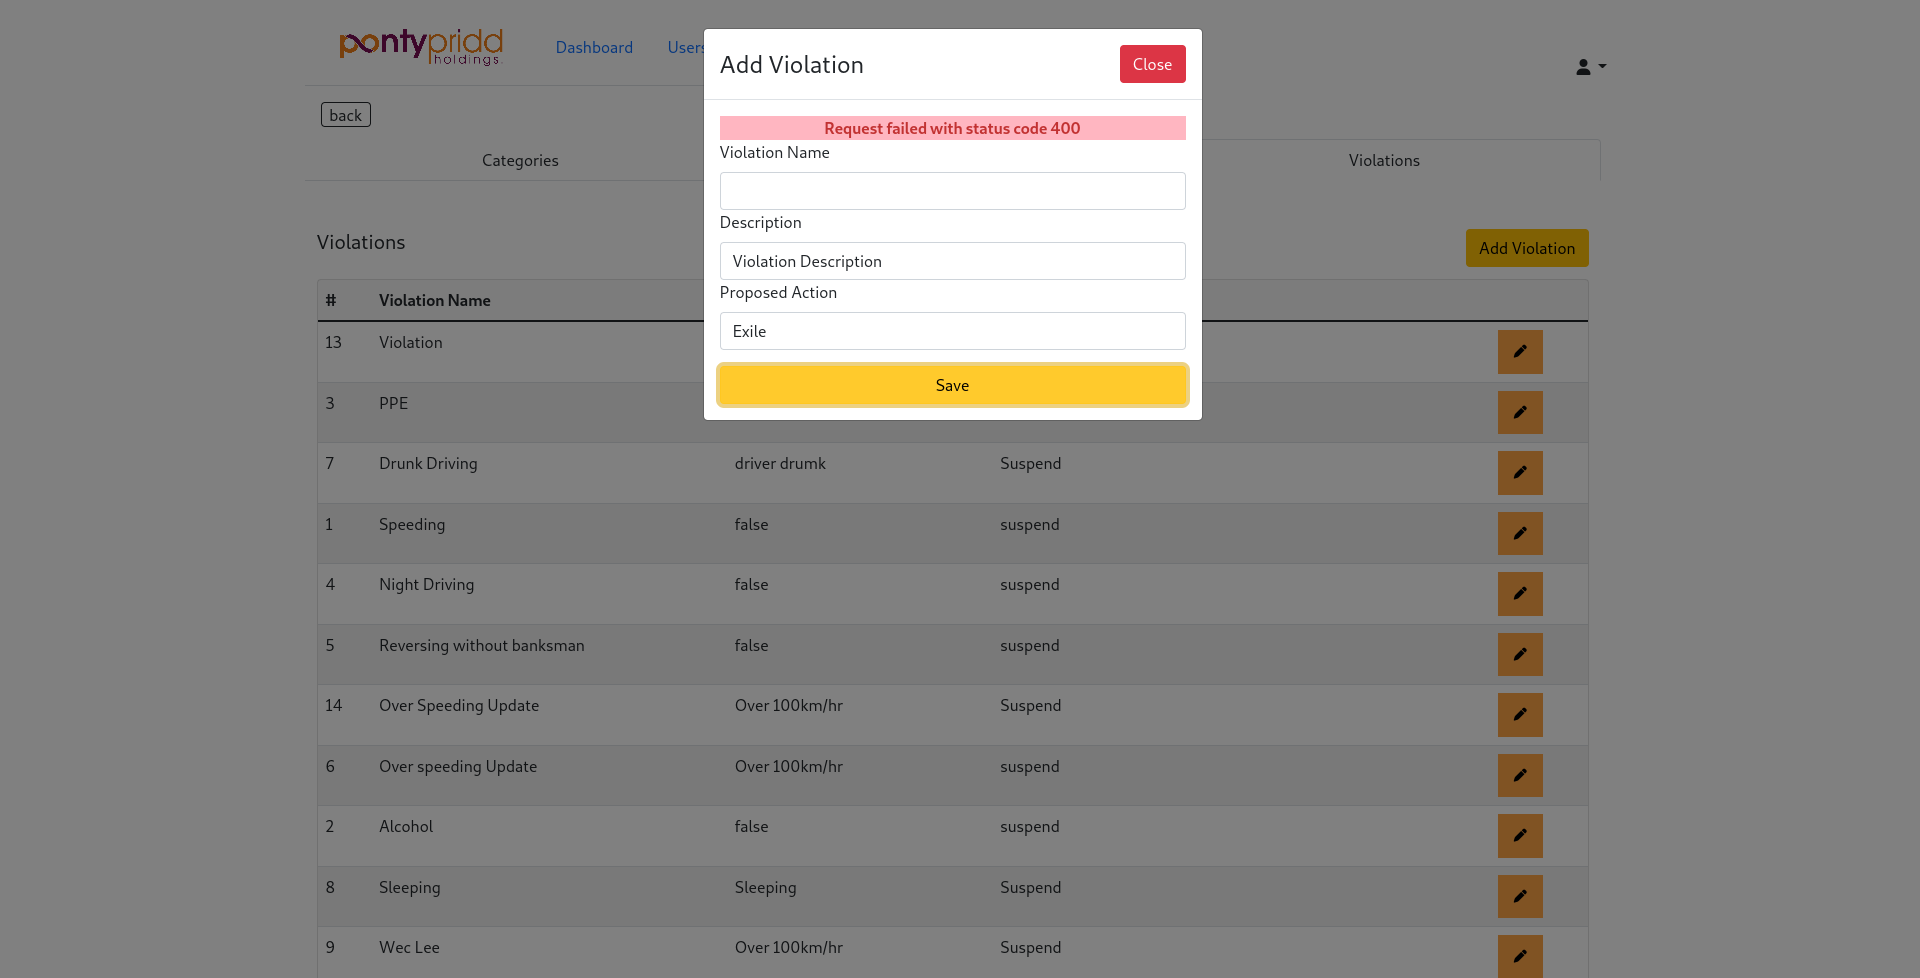 pontypridd
holdings.
Dashboard
Users
back
Categories
Violations
Violations
Add Violation
# Violation Name
13 Violation
3 PPE
7 Drunk Driving driver drumk Suspend
1 Speeding false suspend
4 Night Driving false suspend
5 Reversing without banksman false suspend
14 Over Speeding Update Over 100km/hr Suspend
6 Over speeding Update Over 100km/hr suspend
2 Alcohol false suspend
8 Sleeping Sleeping Suspend
9 Wec Lee Over 100km/hr Suspend
Add Violation
Close
Request failed with status code 400
Violation Name
Description
Violation Description
Proposed Action
Exile
Save